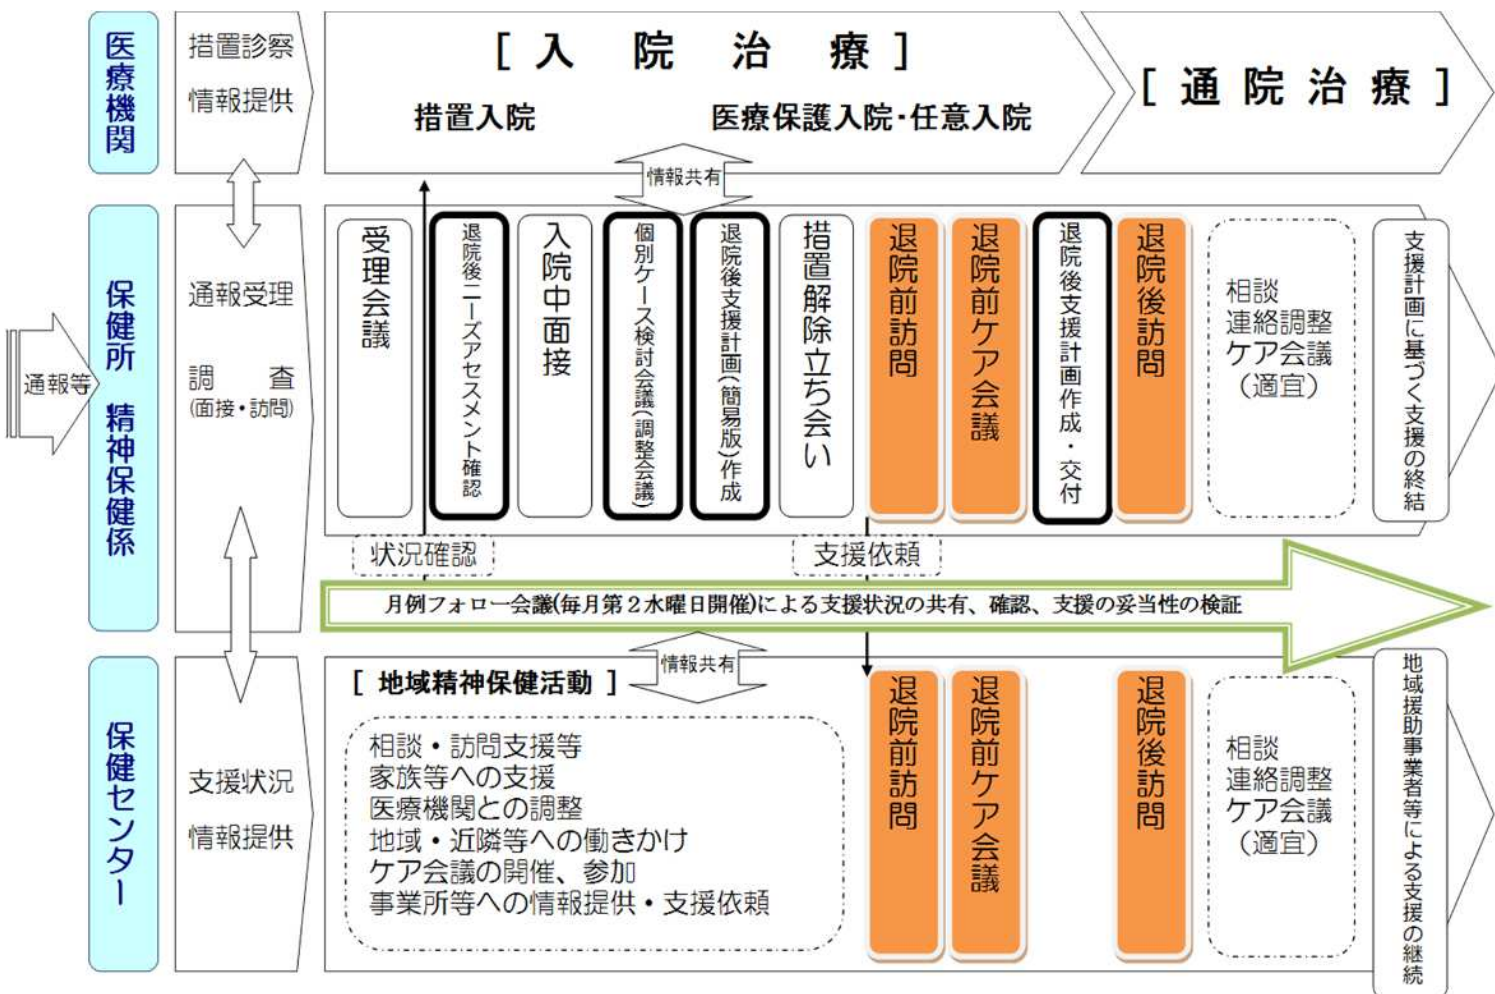 医療機関
措置診察
情報提供
[ 入 院 治 療 ]
措置入院
医療保護入院・任意入院
[ 通 院 治 療 ]
情報共有
通報等
保健所 精神保健係
通報受理
調 査
(面接・訪問)
受理会議
退院後ニーズアセスメント確認
入院中面接
個別ケース検討会議(調整会議)
退院後支援計画(簡易版)作成
措置解除立ち会い
退院前訪問
退院前ケア会議
退院後支援計画作成・交付
退院後訪問
相談
連絡調整
ケア会議
(適宜)
支援計画に基づく支援の終結
状況確認
支援依頼
月例フォロー会議(毎月第２水曜日開催)による支援状況の共有、確認、支援の妥当性の検証
情報共有
保健センター
支援状況
情報提供
[ 地域精神保健活動 ]
相談・訪問支援等
家族等への支援
医療機関との調整
地域・近隣等への働きかけ
ケア会議の開催、参加
事業所等への情報提供・支援依頼
退院前訪問
退院前ケア会議
退院後訪問
相談
連絡調整
ケア会議
(適宜)
地域援助事業者等による支援の継続